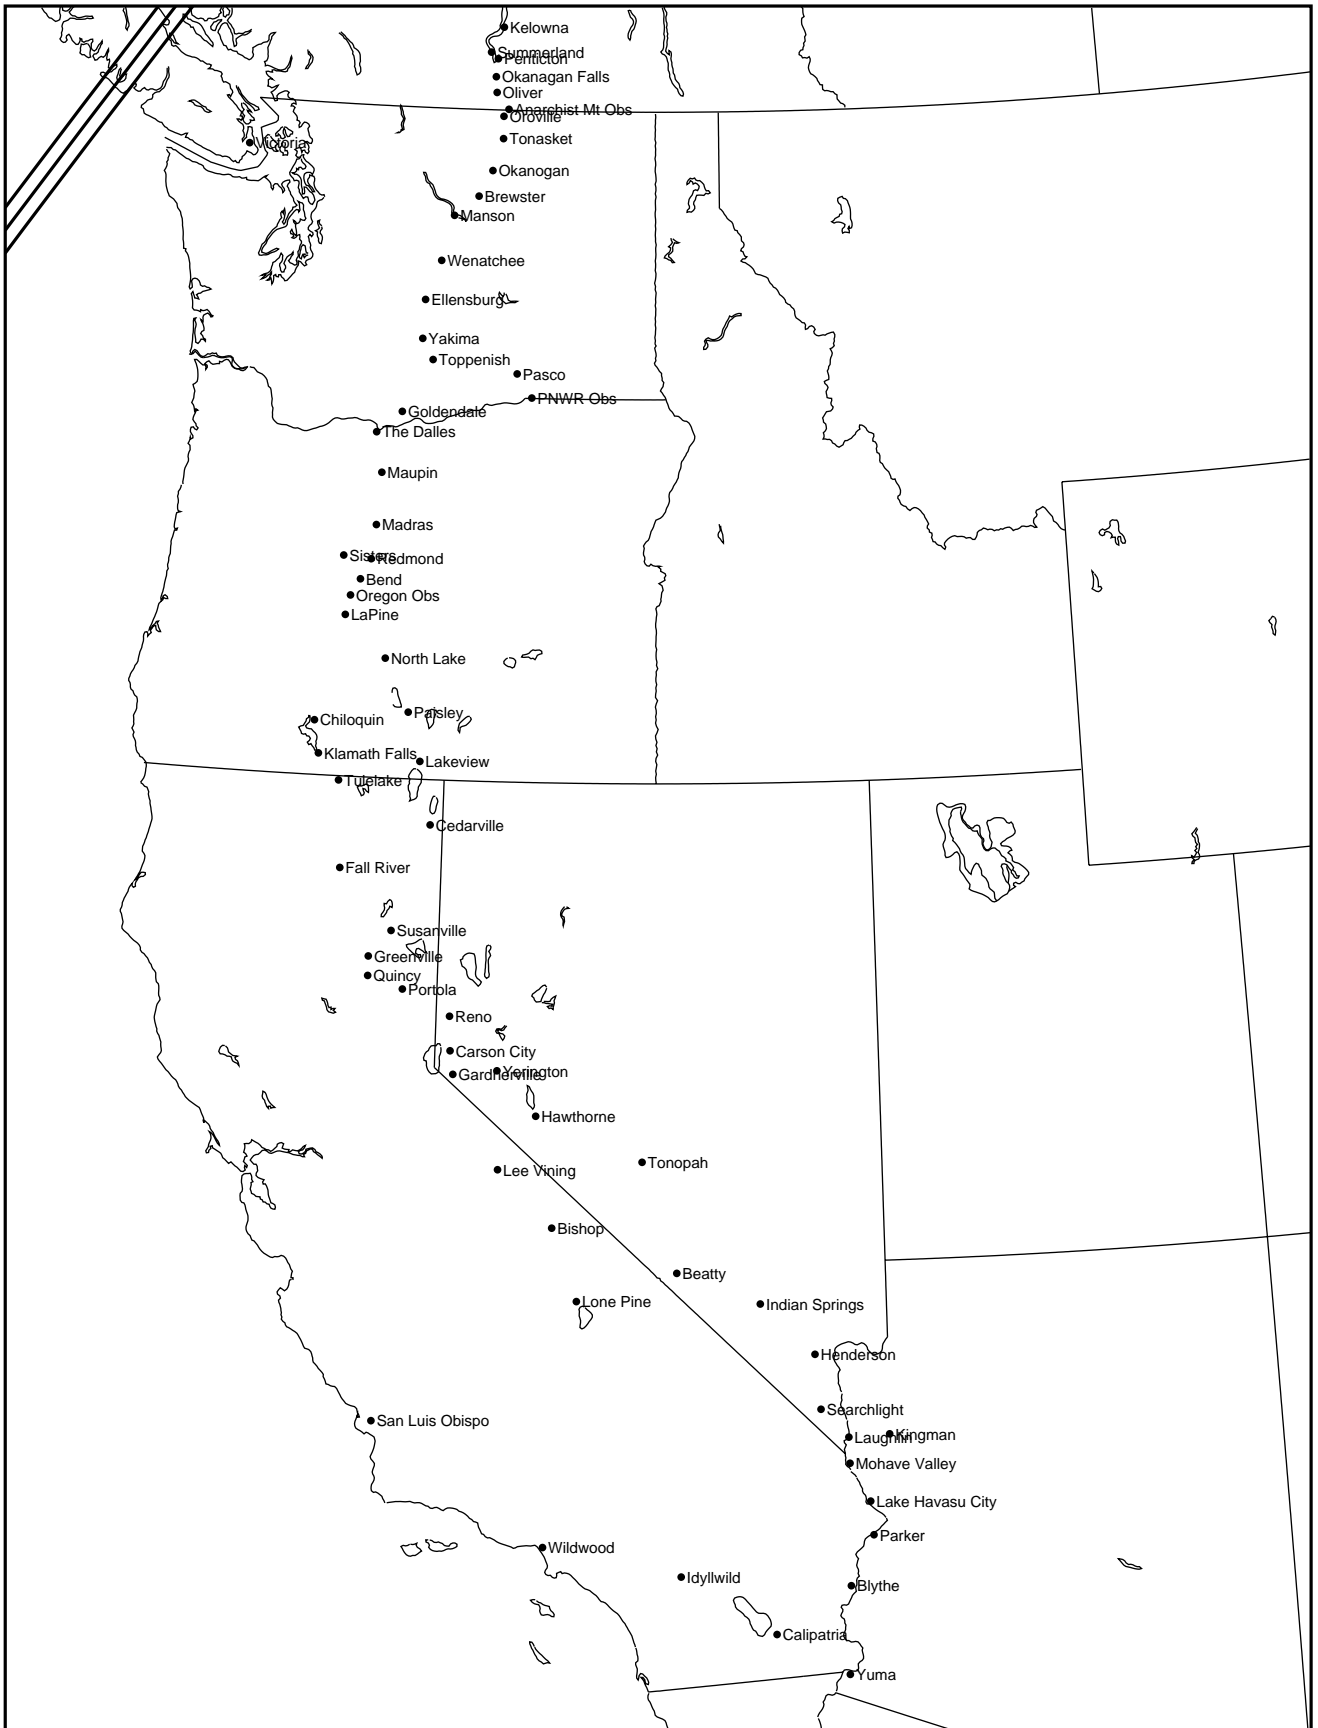 Kelowna
Summerland
Penticton
Okanagan Falls
Oliver
Anarchist Mt Obs
Oroville
Tonasket
Victoria
Okanogan
Brewster
Manson
Wenatchee
Ellensburg
Yakima
Toppenish
Pasco
PNWR Obs
Goldendale
The Dalles
Maupin
Madras
Sisters
Redmond
Bend
Oregon Obs
LaPine
North Lake
Paisley
Chiloquin
Klamath Falls
Lakeview
Tulelake
Cedarville
Fall River
Susanville
Greenville
Quincy
Portola
Reno
Carson City
Yerington
Gardnerville
Hawthorne
Tonopah
Lee Vining
Bishop
Beatty
Lone Pine
Indian Springs
Henderson
Searchlight
San Luis Obispo
Kingman
Laughlin
Mohave Valley
Lake Havasu City
Parker
Wildwood
Idyllwild
Blythe
Calipatria
Yuma